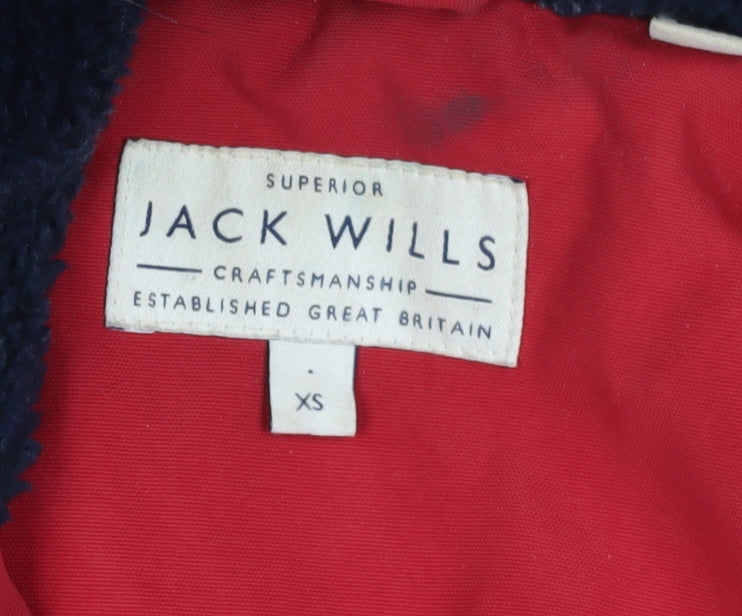 SUPERIOR
JACK WILLS
CRAFTSMANSHIP
ESTABLISHED GREAT BRITAIN
XS